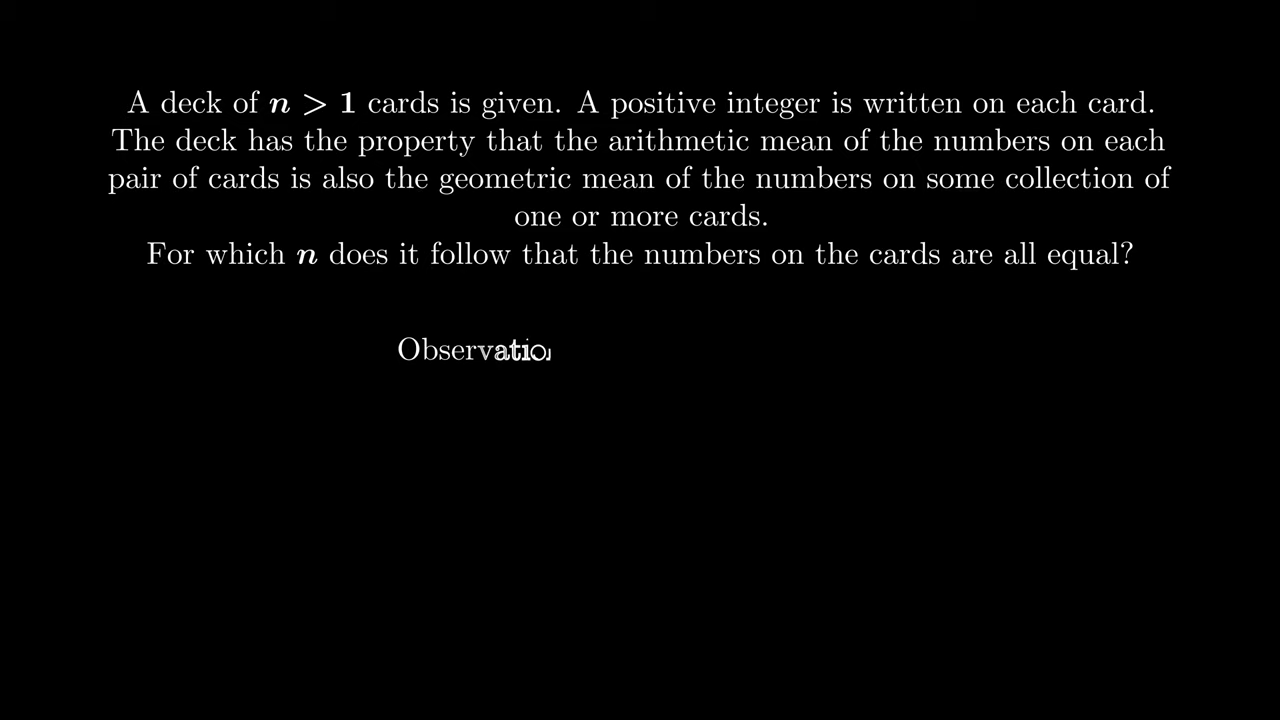 A deck of n > 1 cards is given. A positive integer is written on each card.
The deck has the property that the arithmetic mean of the numbers on each
pair of cards is also the geometric mean of the numbers on some collection of
one or more cards.
For which n does it follow that the numbers on the cards are all equal?
Observatio